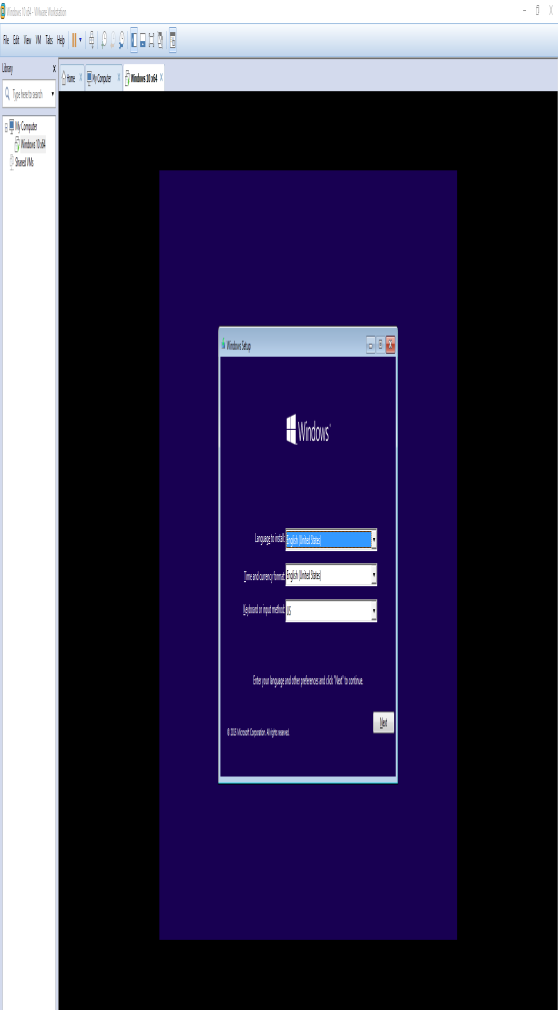 Windows 10 x64 - VMware Workstation
File Edit View VM Tabs Help
Library x
Home × My Computer × Windows 10 x64 ×
Type here to search
My Computer
Windows 10 x64
Shared VMs
Windows Setup
Windows
Language to install: English (United States)
Time and currency format: English (United States)
Keyboard or input method: US
Enter your language and other preferences and click "Next" to continue.
Next
© 2015 Microsoft Corporation. All rights reserved.